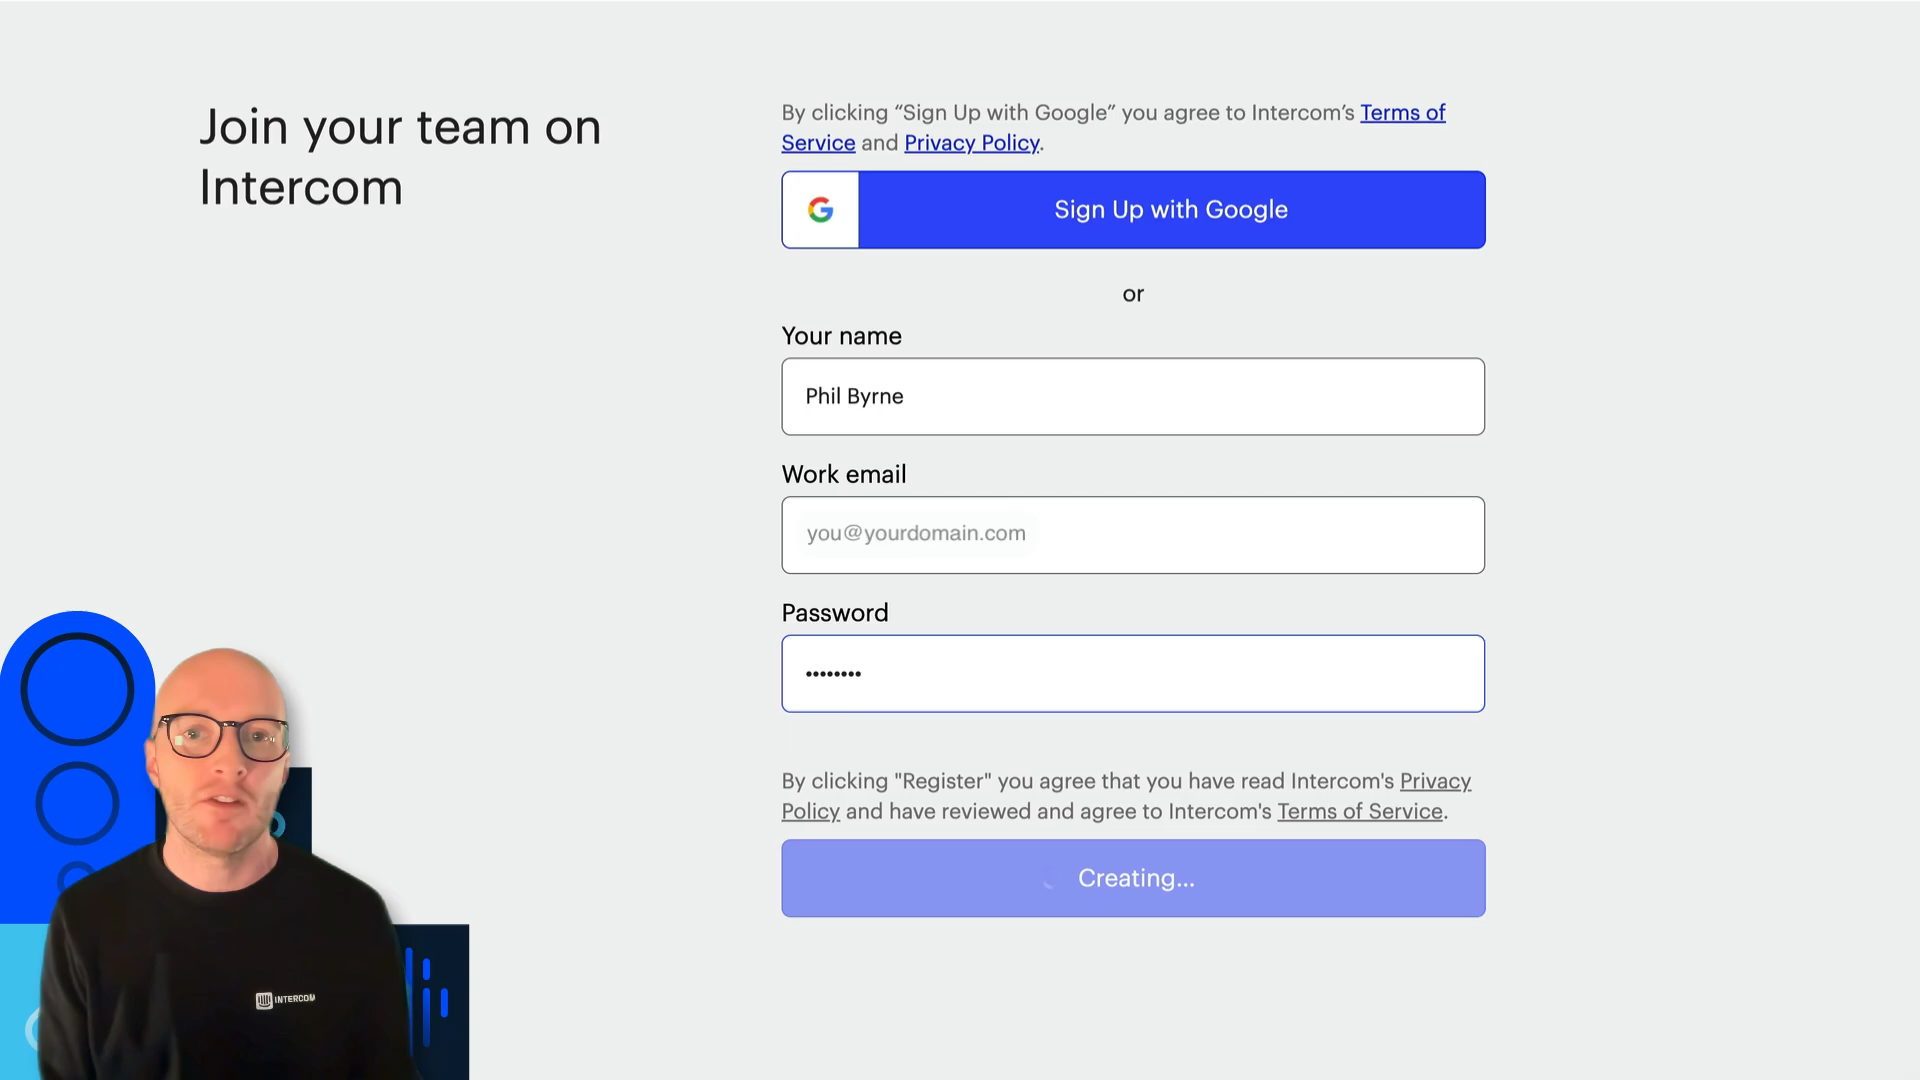 Join your team on
Intercom
By clicking “Sign Up with Google” you agree to Intercom’s Terms of
Service and Privacy Policy.
Sign Up with Google
or
Your name
Phil Byrne
Work email
you@yourdomain.com
Password
••••••••
By clicking "Register" you agree that you have read Intercom's Privacy
Policy and have reviewed and agree to Intercom's Terms of Service.
Creating...
INTERCOM